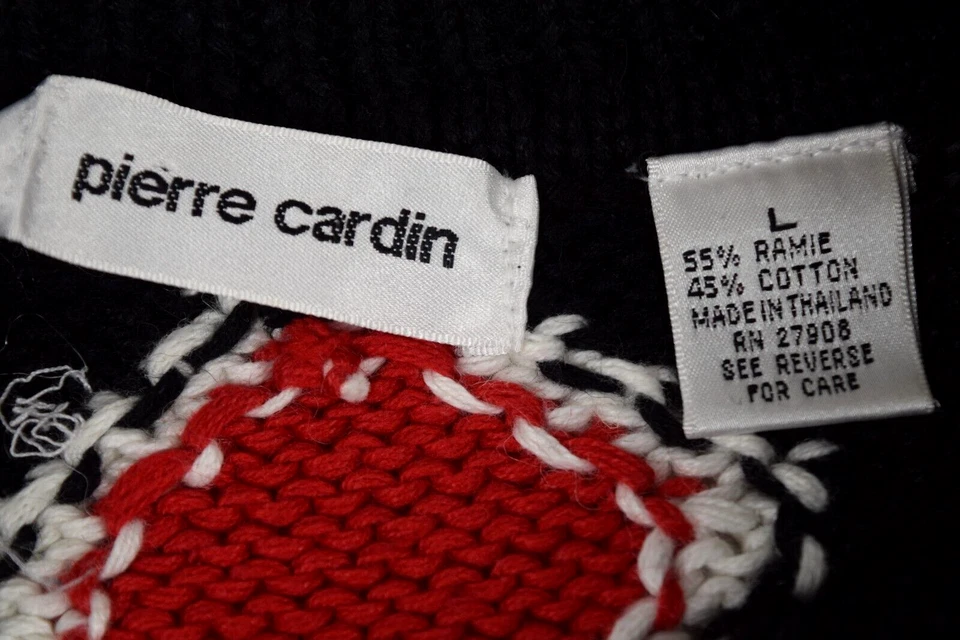 pierre cardin
L
55% RAMIE
45% COTTON
MADE IN THAILAND
RN 27908
SEE REVERSE
FOR CARE